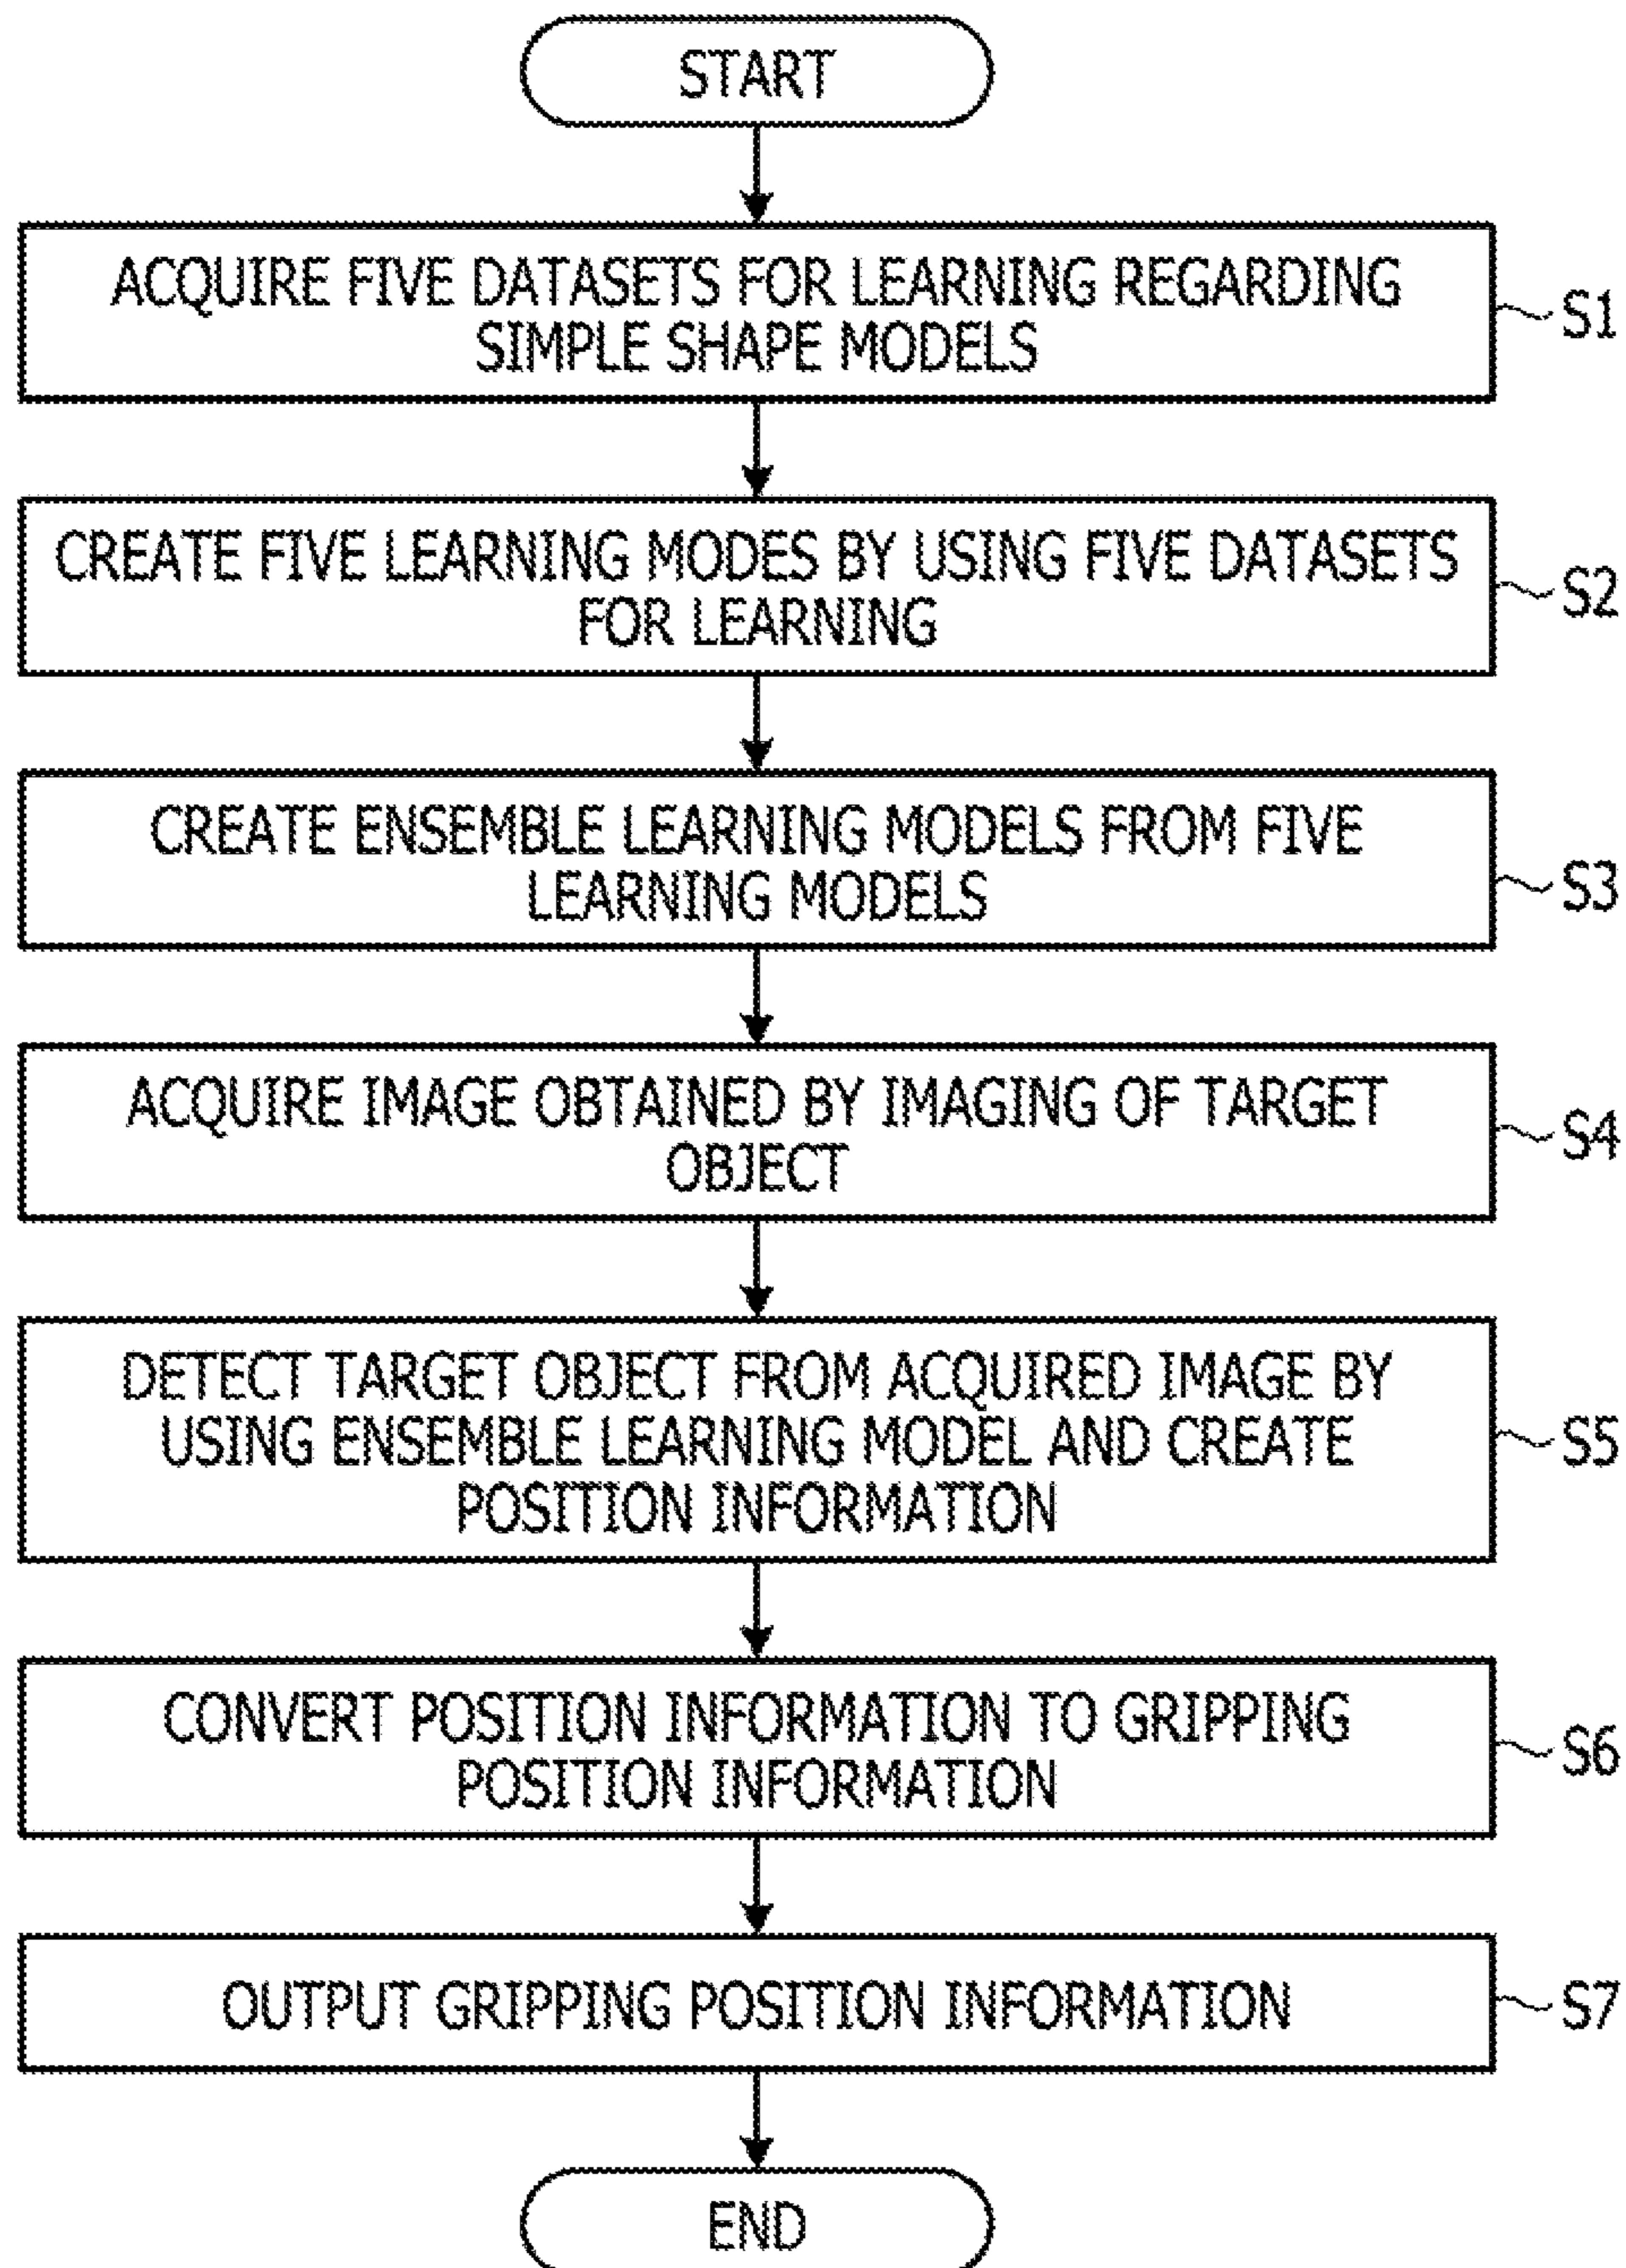 START
ACQUIRE FIVE DATASETS FOR LEARNING REGARDING
SIMPLE SHAPE MODELS
S1
CREATE FIVE LEARNING MODES BY USING FIVE DATASETS
FOR LEARNING
S2
CREATE ENSEMBLE LEARNING MODELS FROM FIVE
LEARNING MODELS
S3
ACQUIRE IMAGE OBTAINED BY IMAGING OF TARGET
OBJECT
S4
DETECT TARGET OBJECT FROM ACQUIRED IMAGE BY
USING ENSEMBLE LEARNING MODEL AND CREATE
POSITION INFORMATION
S5
CONVERT POSITION INFORMATION TO GRIPPING
POSITION INFORMATION
S6
OUTPUT GRIPPING POSITION INFORMATION
S7
END